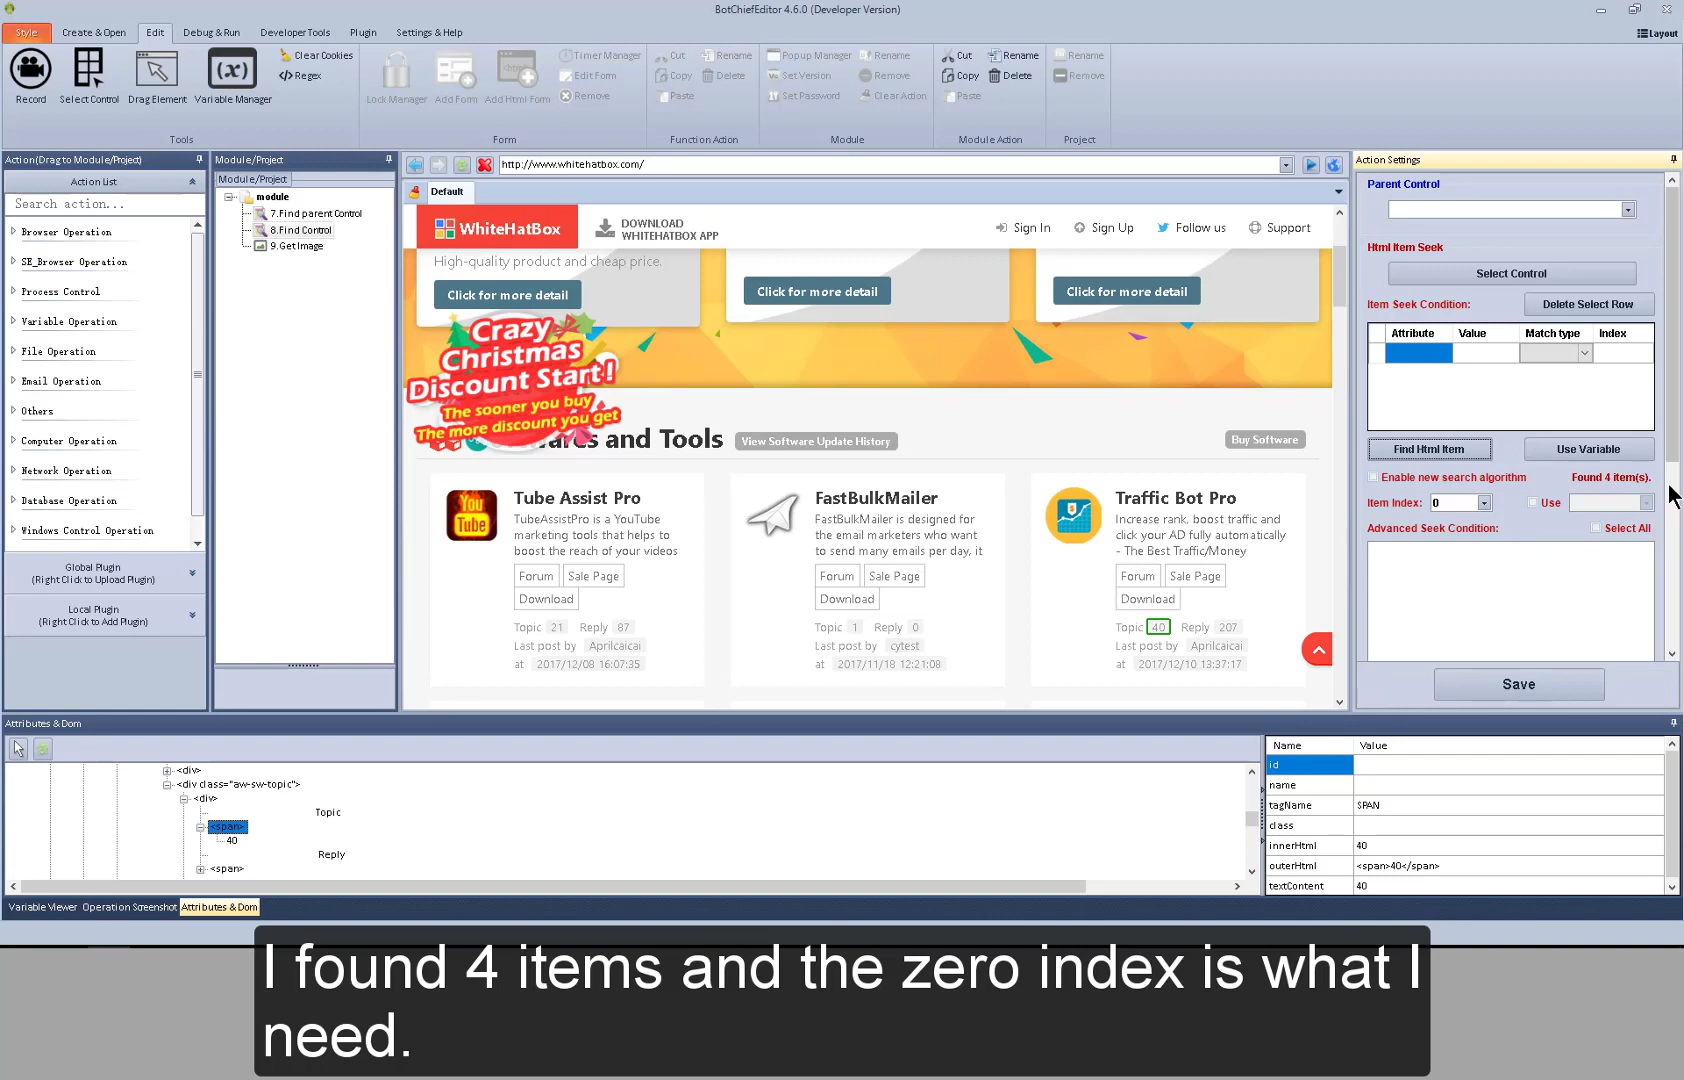 BotChiefEditor 4.6.0 (Developer Version)
Style
Create & Open
Edit
Debug & Run
Developer Tools
Plugin
Settings & Help
Layout
Record
Select Control
Drag Element
Variable Manager
Clear Cookies
</>Regex
Tools
Lock Manager
Add Form
Add Html Form
Timer Manager
Edit Form
Remove
Form
Cut
Copy
Paste
Rename
Delete
Function Action
Popup Manager
Set Version
Set Password
Rename
Remove
Clear Action
Module
Cut
Copy
Paste
Rename
Delete
Module Action
Rename
Remove
Project
Action(Drag to Module/Project)
Action List
Search action...
Browser Operation
SE_Browser Operation
Process Control
Variable Operation
File Operation
Email Operation
Others
Computer Operation
Network Operation
Database Operation
Windows Control Operation
Global Plugin
(Right Click to Upload Plugin)
Local Plugin
(Right Click to Add Plugin)
Module/Project
Module/Project
module
7.Find parent Control
8.Find Control
9.Get Image
http://www.whitehatbox.com/
Default
WhiteHatBox
DOWNLOAD
WHITEHATBOX APP
Sign In
Sign Up
Follow us
Support
High-quality product and cheap price.
Click for more detail
Click for more detail
Click for more detail
Crazy
Christmas
Discount Start!
The sooner you buy
The more discount you get
and Tools
View Software Update History
Buy Software
You
Tube
Tube Assist Pro
TubeAssistPro is a YouTube
marketing tools that helps to
boost the reach of your videos
Forum
Sale Page
Download
Topic 21 Reply 87
Last post by Aprilcaicai
at 2017/12/08 16:07:35
FastBulkMailer
FastBulkMailer is designed for
the email marketers who want
to send many emails per day, it
Forum
Sale Page
Download
Topic 1 Reply 0
Last post by cytest
at 2017/11/18 12:21:08
Traffic Bot Pro
Increase rank, boost traffic and
click your AD fully automatically
- The Best Traffic/Money
Forum
Sale Page
Download
Topic 40 Reply 207
Last post by Aprilcaicai
at 2017/12/10 13:37:17
Action Settings
Parent Control
Html Item Seek
Select Control
Item Seek Condition:
Delete Select Row
Attribute Value Match type Index
Find Html Item
Use Variable
Enable new search algorithm
Found 4 item(s).
Item Index: 0
Use
Advanced Seek Condition:
Select All
Save
Attributes & Dom
<div>
<div class="aw-sw-topic">
<div>
Topic
<span>
40
Reply
<span>
Name Value
id
name
tagName SPAN
class
innerHtml 40
outerHtml <span>40</span>
textContent 40
Variable Viewer
Operation Screenshot
Attributes & Dom
I found 4 items and the zero index is what I
need.